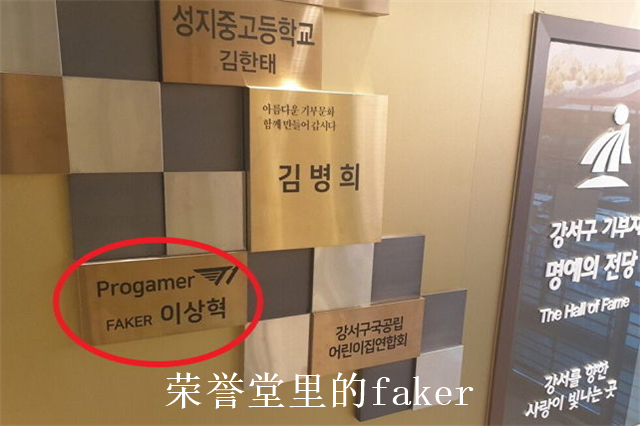 성지중고등학교
김한태
아름다운 기부문화
함께 만들어 갑시다
김병희
Progamer
FAKER 이상혁
강서구국공립
어린이집연합회
강서구 기부자
명예의 전당
The Hall of Fame
강서를 향한
사랑이 빛나는 곳
荣誉堂里的faker